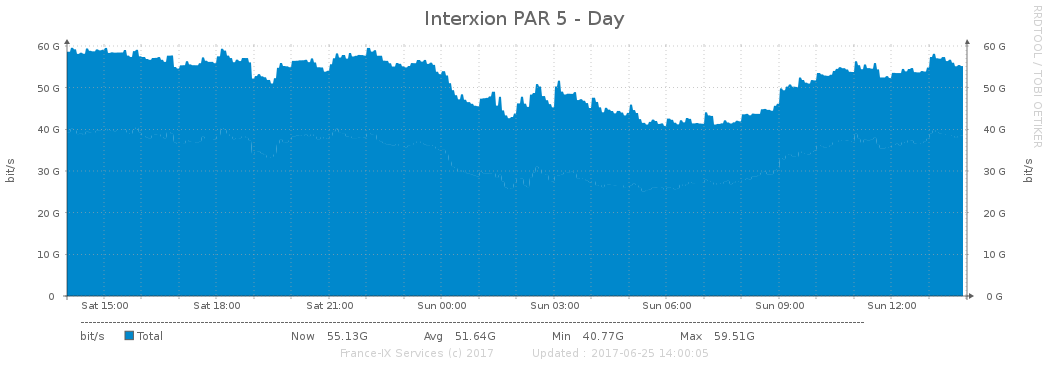 Interxion PAR 5 - Day
RRDTOOL / TOBI OETIKER
60 G 60 G
50 G 50 G
40 G 40 G
30 G 30 G
20 G 20 G
10 G 10 G
0 0 G
bit/s bit/s
Sat 15:00 Sat 18:00 Sat 21:00 Sun 00:00 Sun 03:00 Sun 06:00 Sun 09:00 Sun 12:00
bit/s Total Now 55.13G Avg 51.64G Min 40.77G Max 59.51G
France-IX Services (c) 2017 Updated : 2017-06-25 14:00:05